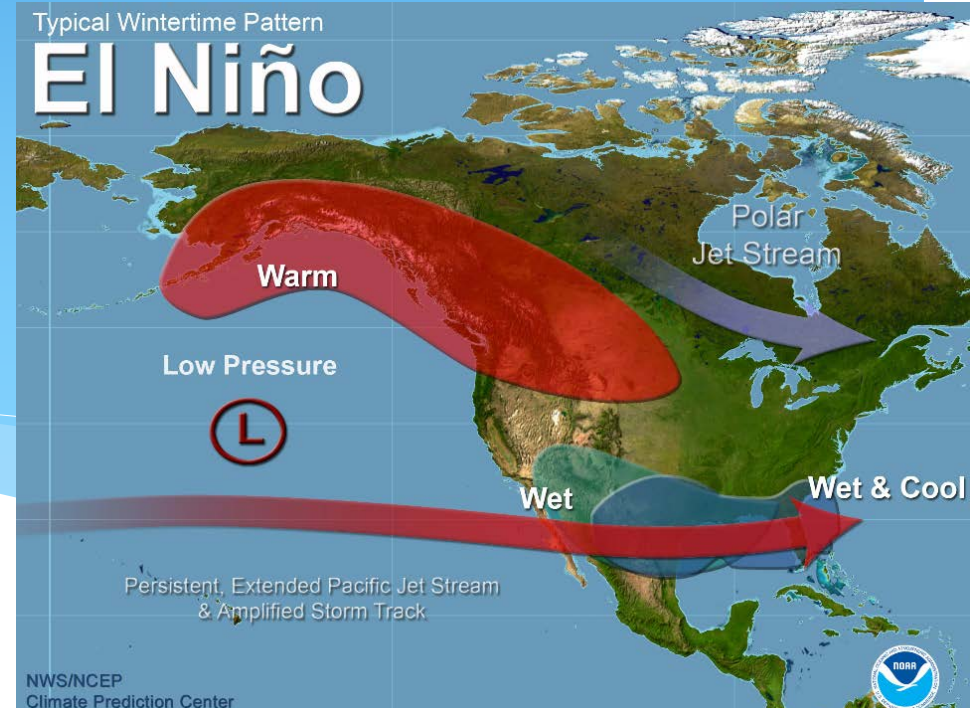 Typical Wintertime Pattern
El Niño
Polar
Jet Stream
Warm
Low Pressure
L
Wet
Wet & Cool
Persistent, Extended Pacific Jet Stream
& Amplified Storm Track
NWS/NCEP
Climate Prediction Center
NOAA